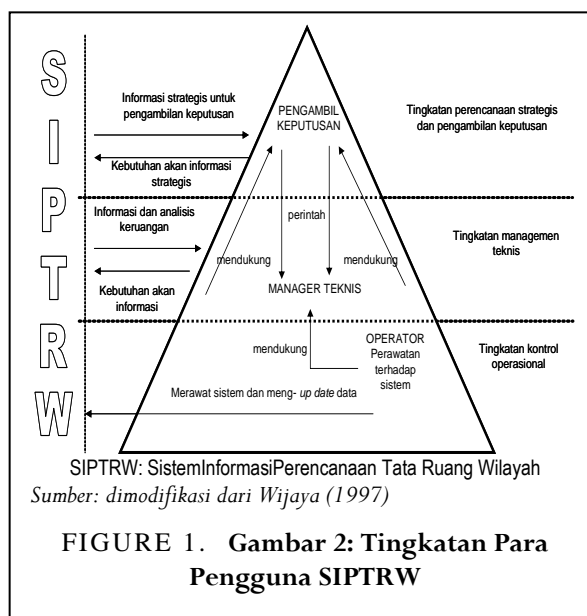 S
I
P
T
R
W
Informasi strategis untuk
pengambilan keputusan
Kebutuhan akan informasi
strategis
Informasi dan analisis
keruangan
Kebutuhan akan
informasi
PENGAMBIL
KEPUTUSAN
perintah
mendukung
mendukung
MANAGER TEKNIS
mendukung
OPERATOR
Perawatan
terhadap
sistem
Merawat sistem dan meng- up date data
Tingkatan perencanaan strategis
dan pengambilan keputusan
Tingkatan managemen
teknis
Tingkatan kontrol
operasional
SIPTRW: SistemInformasiPerencanaan Tata Ruang Wilayah
Sumber: dimodifikasi dari Wijaya (1997)
FIGURE 1. Gambar 2: Tingkatan Para
Pengguna SIPTRW